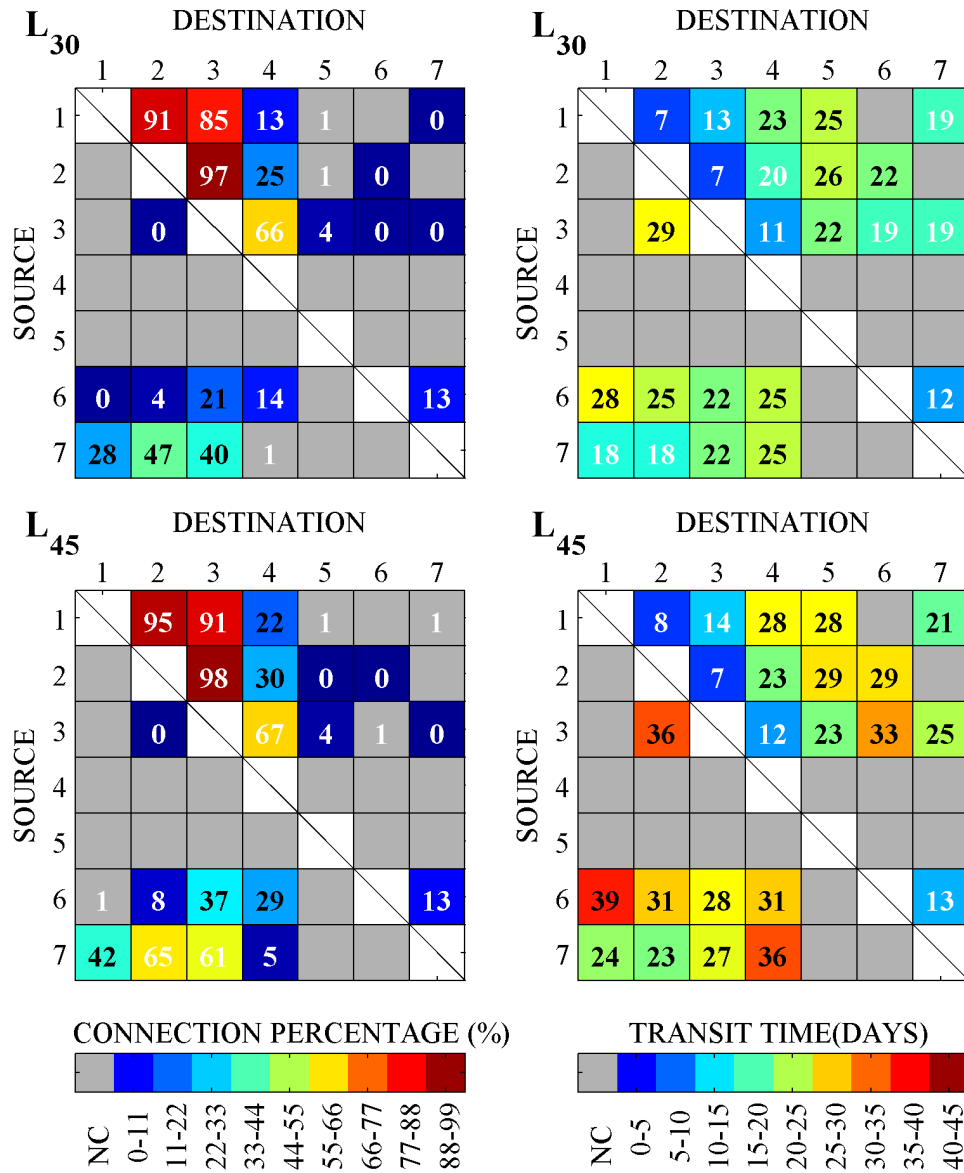 L30 DESTINATION L30 DESTINATION
1 2 3 4 5 6 7 1 2 3 4 5 6 7
SOURCE SOURCE
1 91 85 13 1 0 1 7 13 23 25 19
2 97 25 1 0 2 7 20 26 22
3 0 66 4 0 0 3 29 11 22 19 19
4 4
5 5
6 0 4 21 14 13 6 28 25 22 25 12
7 28 47 40 1 7 18 18 22 25
L45 DESTINATION L45 DESTINATION
1 2 3 4 5 6 7 1 2 3 4 5 6 7
SOURCE SOURCE
1 95 91 22 1 1 1 8 14 28 28 21
2 98 30 0 0 2 7 23 29 29
3 0 67 4 1 0 3 36 12 23 33 25
4 4
5 5
6 1 8 37 29 13 6 39 31 28 31 13
7 42 65 61 5 7 24 23 27 36
CONNECTION PERCENTAGE (%) TRANSIT TIME(DAYS)
NC 0-11 11-22 22-33 33-44 44-55 55-66 66-77 77-88 88-99 NC 0-5 5-10 10-15 15-20 20-25 25-30 30-35 35-40 40-45